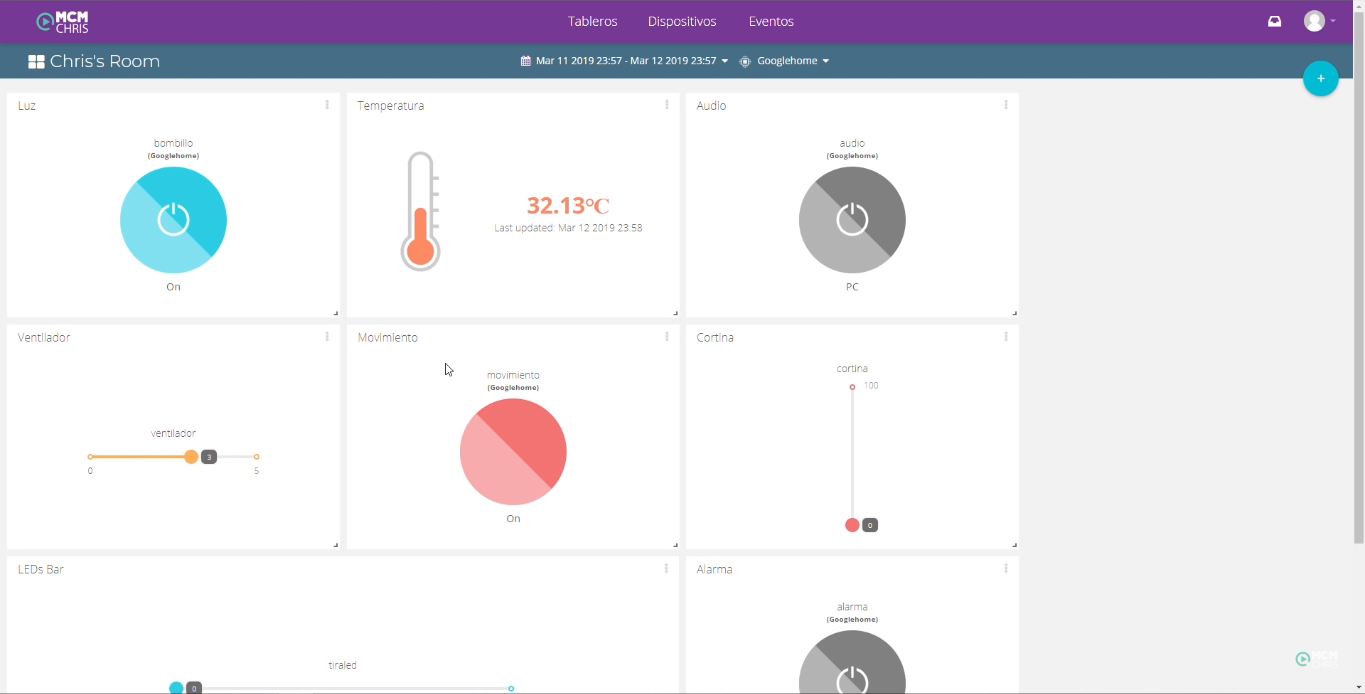 MCM
CHRIS
Tableros
Dispositivos
Eventos
Chris's Room
Mar 11 2019 23:57 - Mar 12 2019 23:57
Googlehome
+
Luz
bombillo
(Googlehome)
On
Temperatura
32.13°C
Last updated: Mar 12 2019 23:58
Audio
audio
(Googlehome)
PC
Ventilador
ventilador
3
0
5
Movimiento
movimiento
(Googlehome)
On
Cortina
cortina
100
0
LEDs Bar
tiraled
0
Alarma
alarma
(Googlehome)
MCM
CHRIS